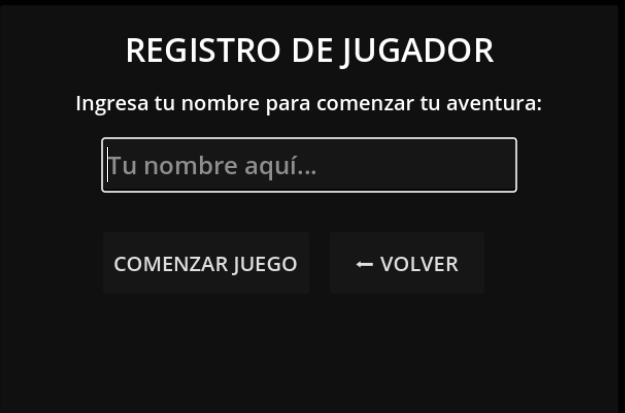 REGISTRO DE JUGADOR
Ingresa tu nombre para comenzar tu aventura:
Tu nombre aquí...
COMENZAR JUEGO
← VOLVER